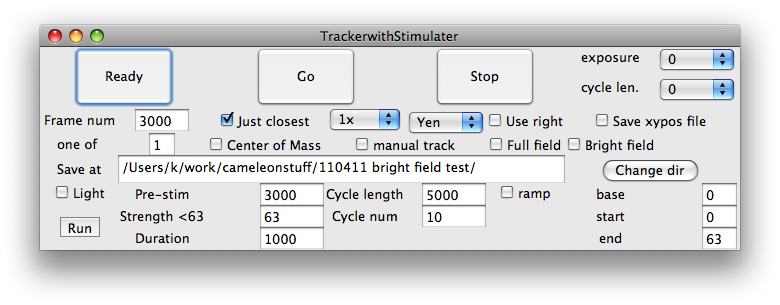 TrackerwithStimulater
Ready Go Stop exposure 0
cycle len. 0
Frame num 3000 Just closest 1x Yen Use right Save xypos file
one of 1 Center of Mass manual track Full field Bright field
Save at /Users/k/work/cameleonstuff/110411 bright field test/ Change dir
Light Pre-stim 3000 Cycle length 5000 ramp base 0
Strength <63 63 Cycle num 10 start 0
Run Duration 1000 end 63